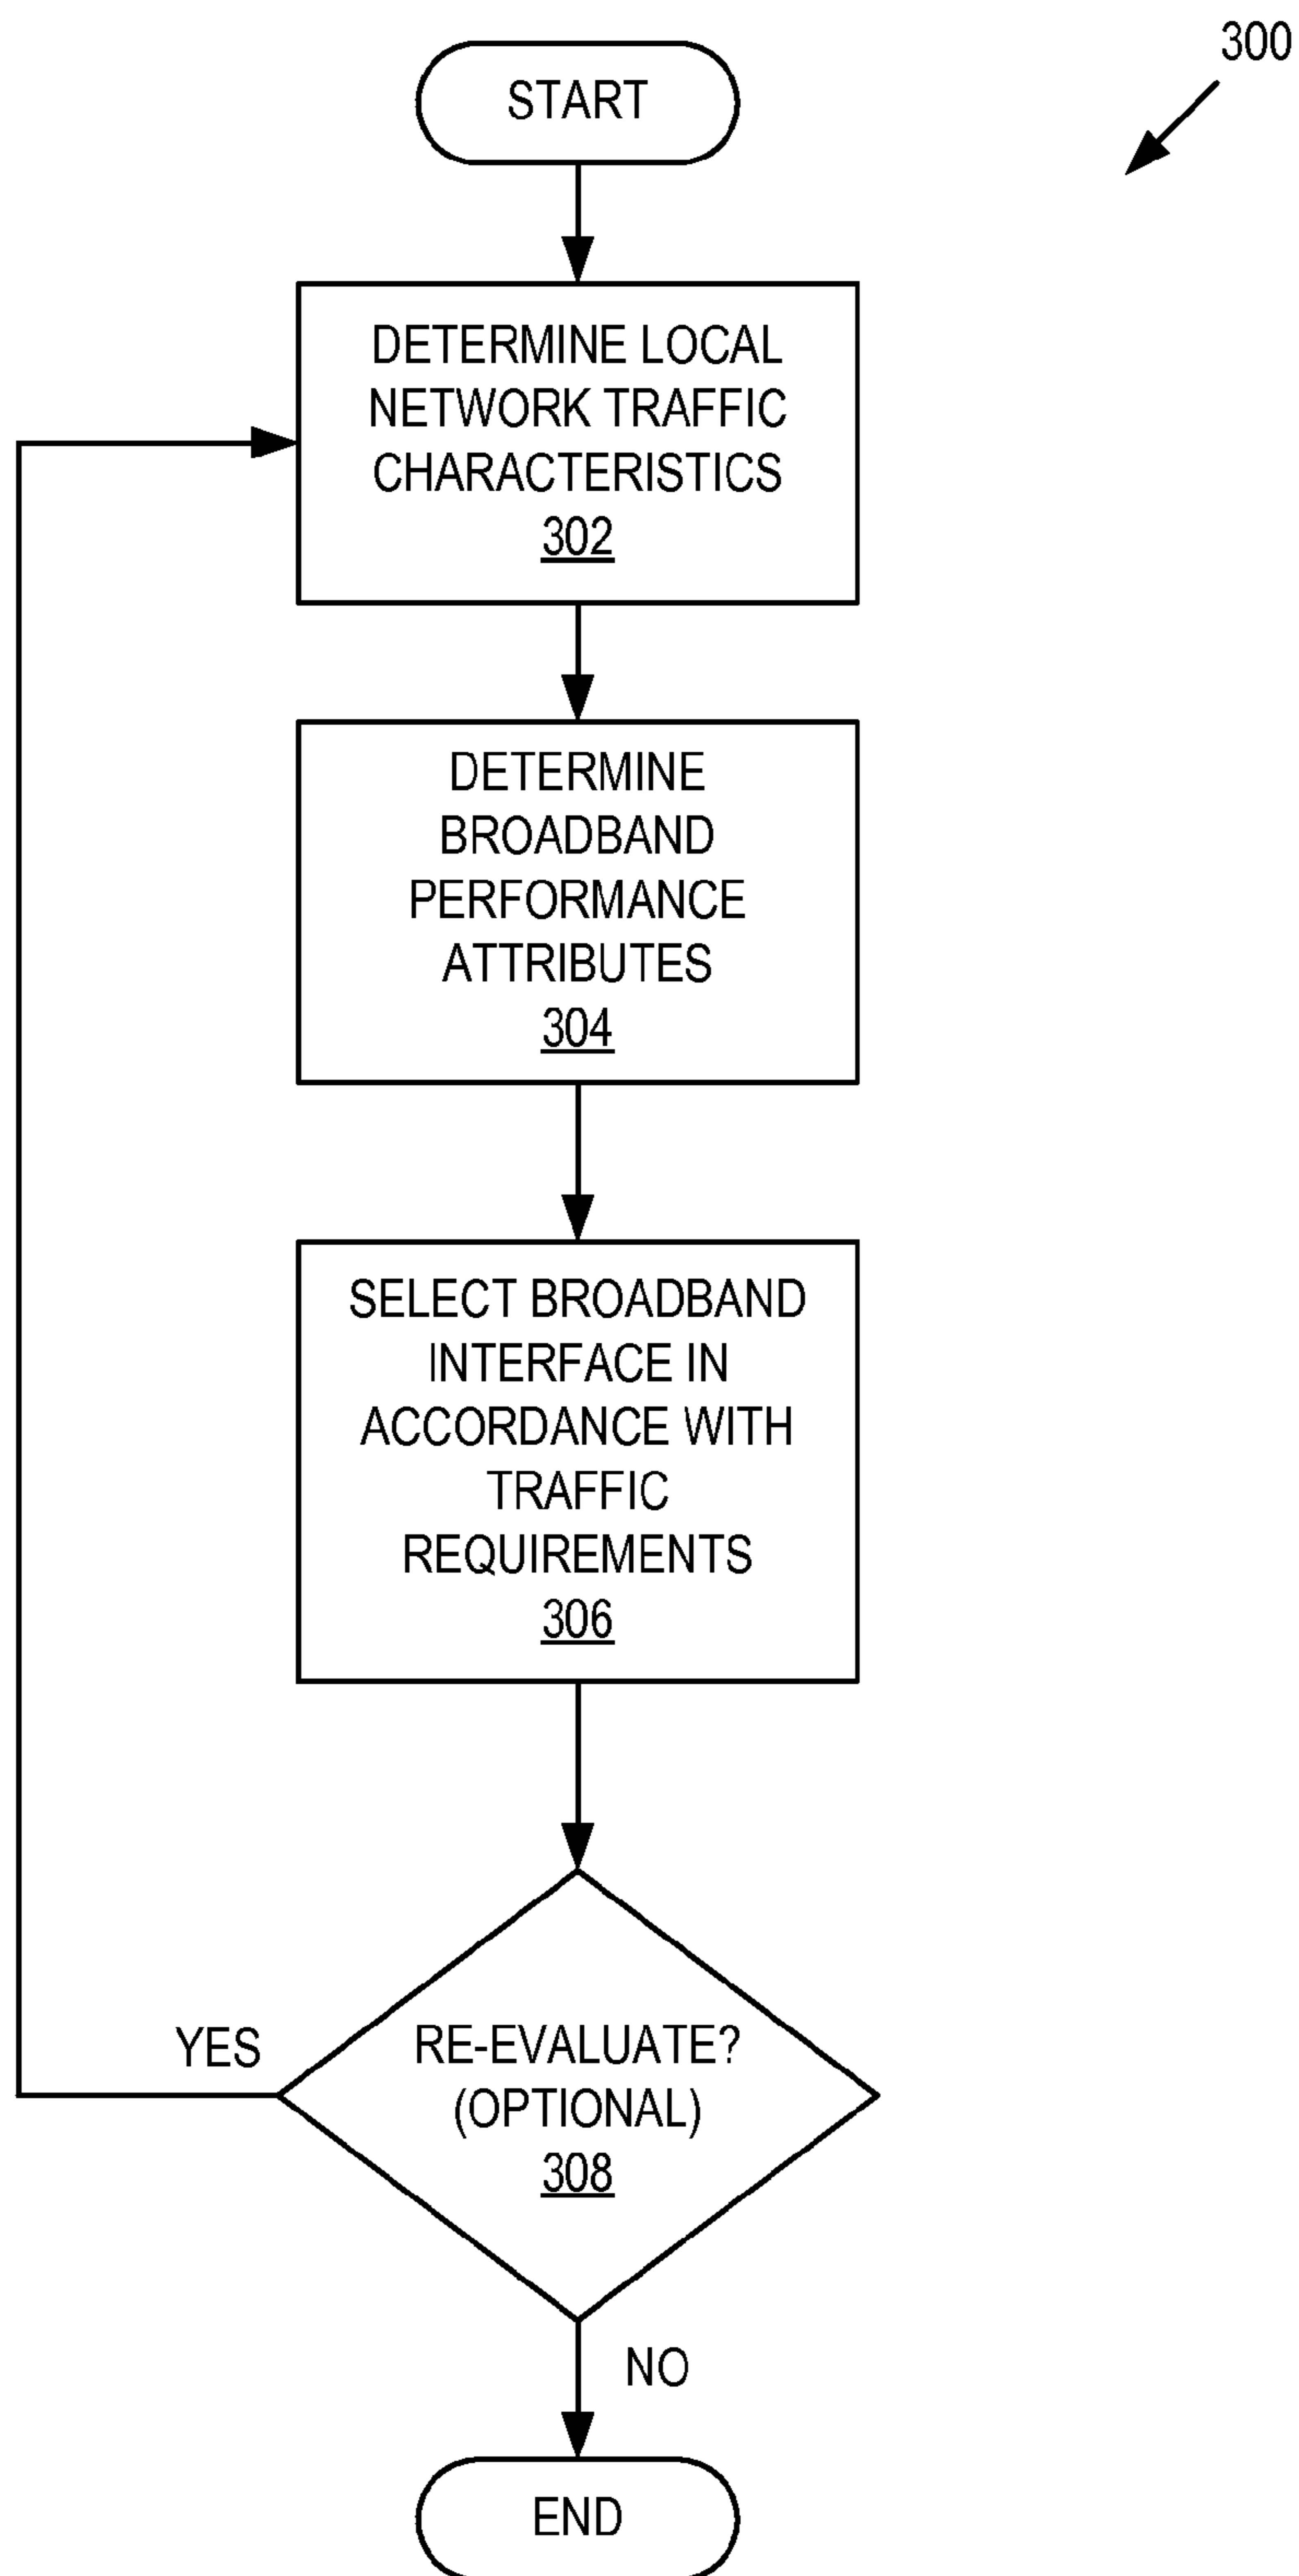 300
START
DETERMINE LOCAL
NETWORK TRAFFIC
CHARACTERISTICS
302
DETERMINE
BROADBAND
PERFORMANCE
ATTRIBUTES
304
SELECT BROADBAND
INTERFACE IN
ACCORDANCE WITH
TRAFFIC
REQUIREMENTS
306
YES
RE-EVALUATE?
(OPTIONAL)
308
NO
END